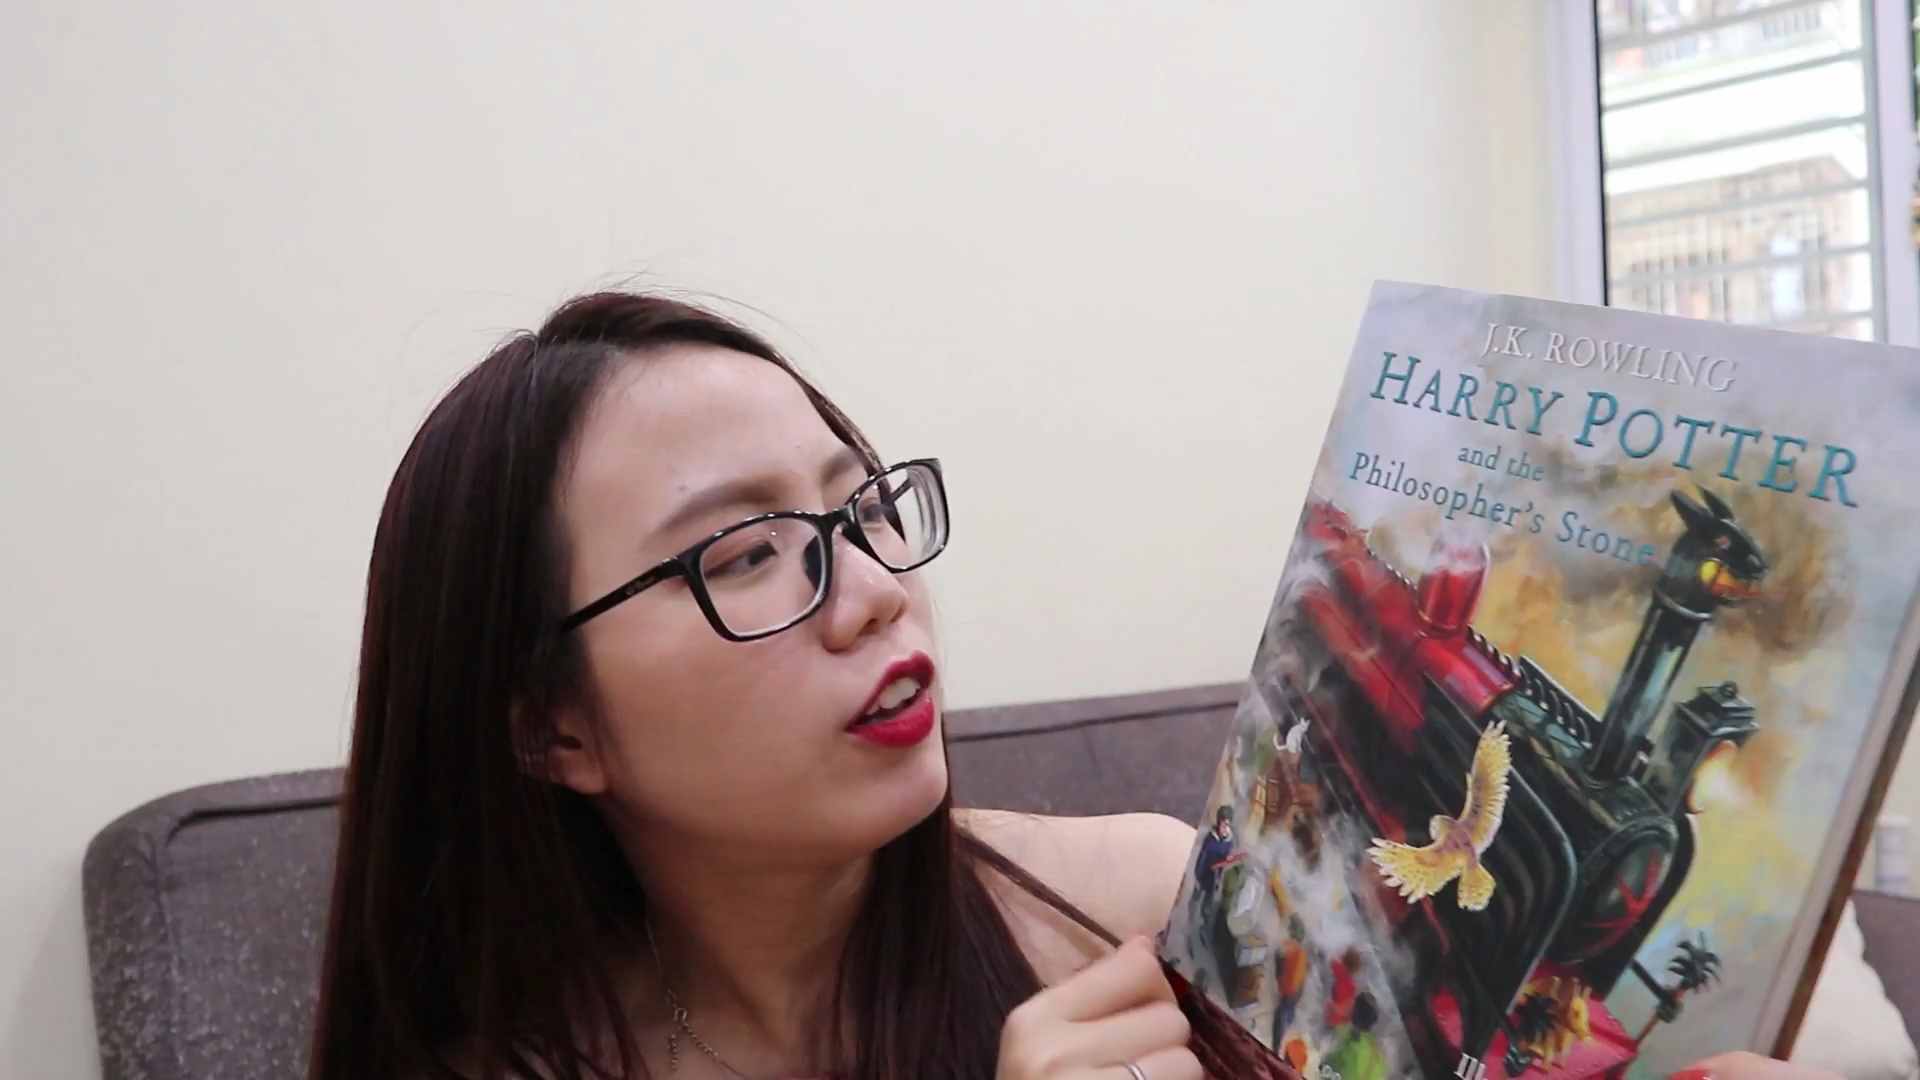 J.K. ROWLING
HARRY POTTER
and the
Philosopher's Stone